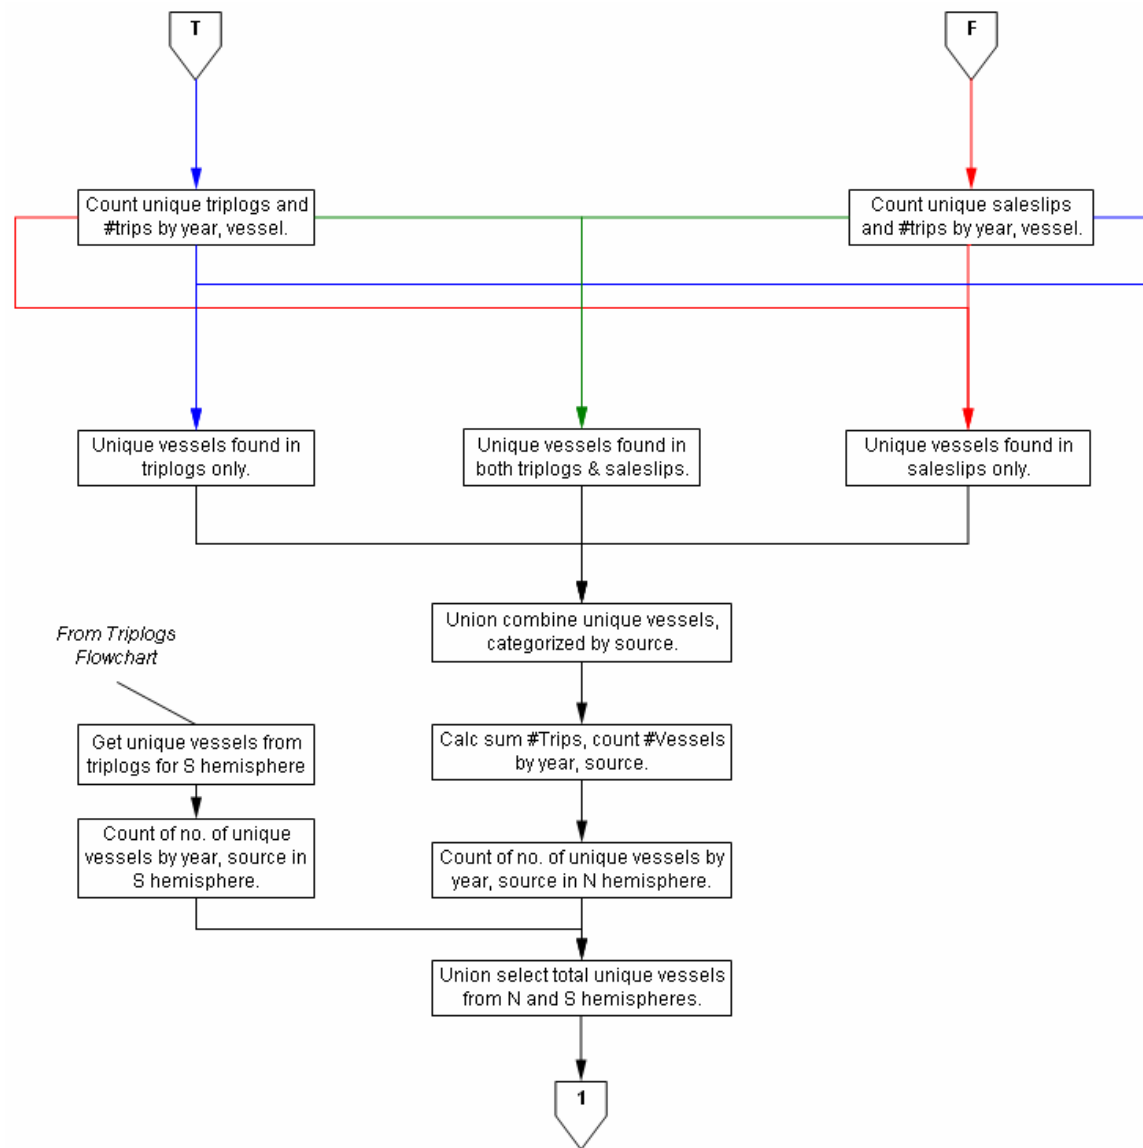 T
F
Count unique triplogs and
#trips by year, vessel.
Count unique saleslips
and #trips by year, vessel.
Unique vessels found in
triplogs only.
Unique vessels found in
both triplogs & saleslips.
Unique vessels found in
saleslips only.
Union combine unique vessels,
categorized by source.
From Triplogs
Flowchart
Get unique vessels from
triplogs for S hemisphere
Calc sum #Trips, count #Vessels
by year, source.
Count of no. of unique
vessels by year, source in
S hemisphere.
Count of no. of unique vessels by
year, source in N hemisphere.
Union select total unique vessels
from N and S hemispheres.
1